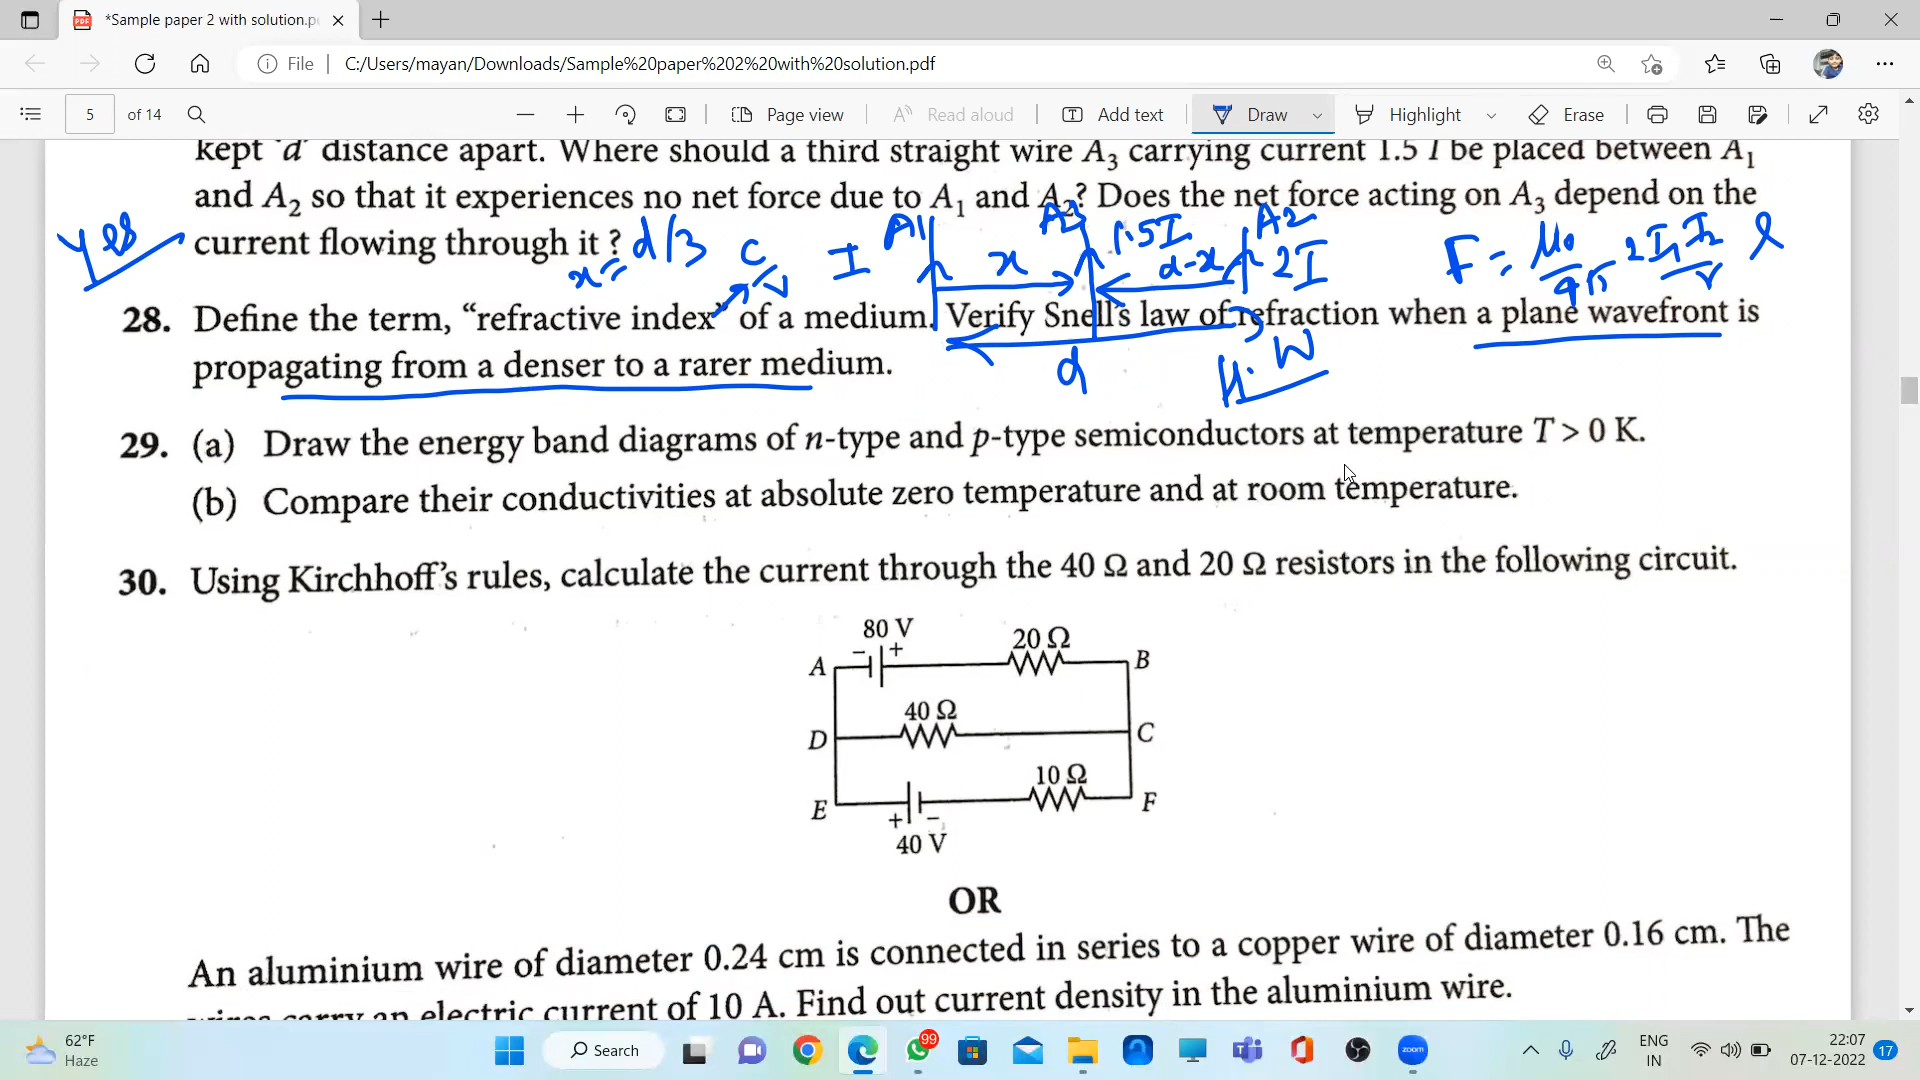 *Sample paper 2 with solution.p
File
C:/Users/mayan/Downloads/Sample%20paper%202%20with%20solution.pdf
5 of 14
Page view
Read aloud
Add text
Draw
Highlight
Erase
kept 'd' distance apart. Where should a third straight wire A3 carrying current 1.5 I be placed between A1
and A2 so that it experiences no net force due to A1 and A2? Does the net force acting on A3 depend on the
current flowing through it ?
Yes
x = d/3
C/V
I
A1
x
A3
1.5I
d-x
A2
2I
F = μ0/4π 2I1I2/r l
28. Define the term, “refractive index” of a medium. Verify Snell's law of refraction when a plane wavefront is
propagating from a denser to a rarer medium.
d
H.W
29. (a) Draw the energy band diagrams of n-type and p-type semiconductors at temperature T > 0 K.
(b) Compare their conductivities at absolute zero temperature and at room temperature.
30. Using Kirchhoff's rules, calculate the current through the 40 Ω and 20 Ω resistors in the following circuit.
80 V
20 Ω
A
- +
B
40 Ω
D
C
10 Ω
E
F
+ -
40 V
OR
An aluminium wire of diameter 0.24 cm is connected in series to a copper wire of diameter 0.16 cm. The
wires carry an electric current of 10 A. Find out current density in the aluminium wire.
62°F
Haze
Search
99
zoom
ENG
IN
22:07
07-12-2022
17